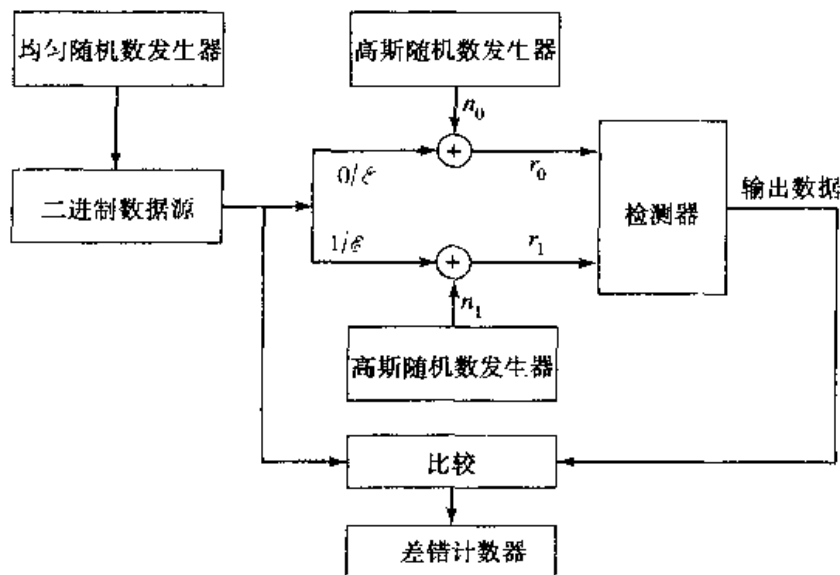 均匀随机数发生器
高斯随机数发生器
n₀
0/ℰ
r₀
二进制数据源
检测器
输出数据
1/ℰ
r₁
n₁
高斯随机数发生器
比较
差错计数器